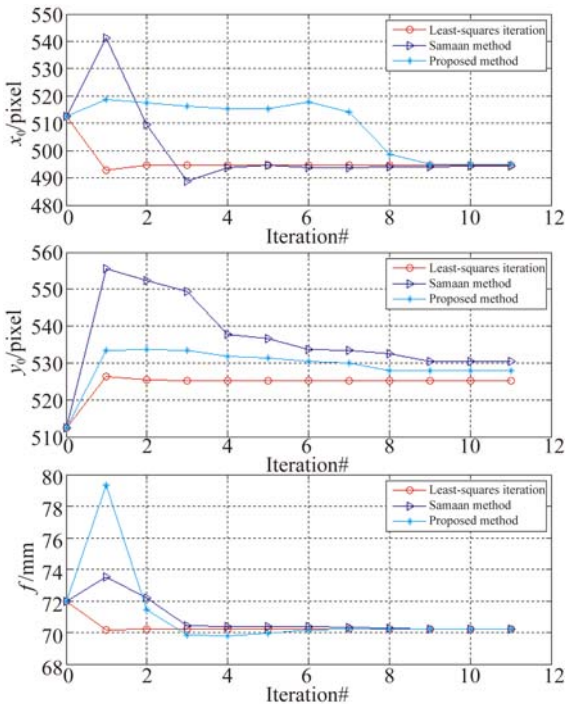 550
540
530
520
510
500
490
480
x0/pixel
Least-squares iteration
Samaan method
Proposed method
0 2 4 6 8 10 12
Iteration#
560
550
540
530
520
510
y0/pixel
Least-squares iteration
Samaan method
Proposed method
0 2 4 6 8 10 12
Iteration#
80
78
76
74
72
70
68
f/mm
Least-squares iteration
Samaan method
Proposed method
0 2 4 6 8 10 12
Iteration#